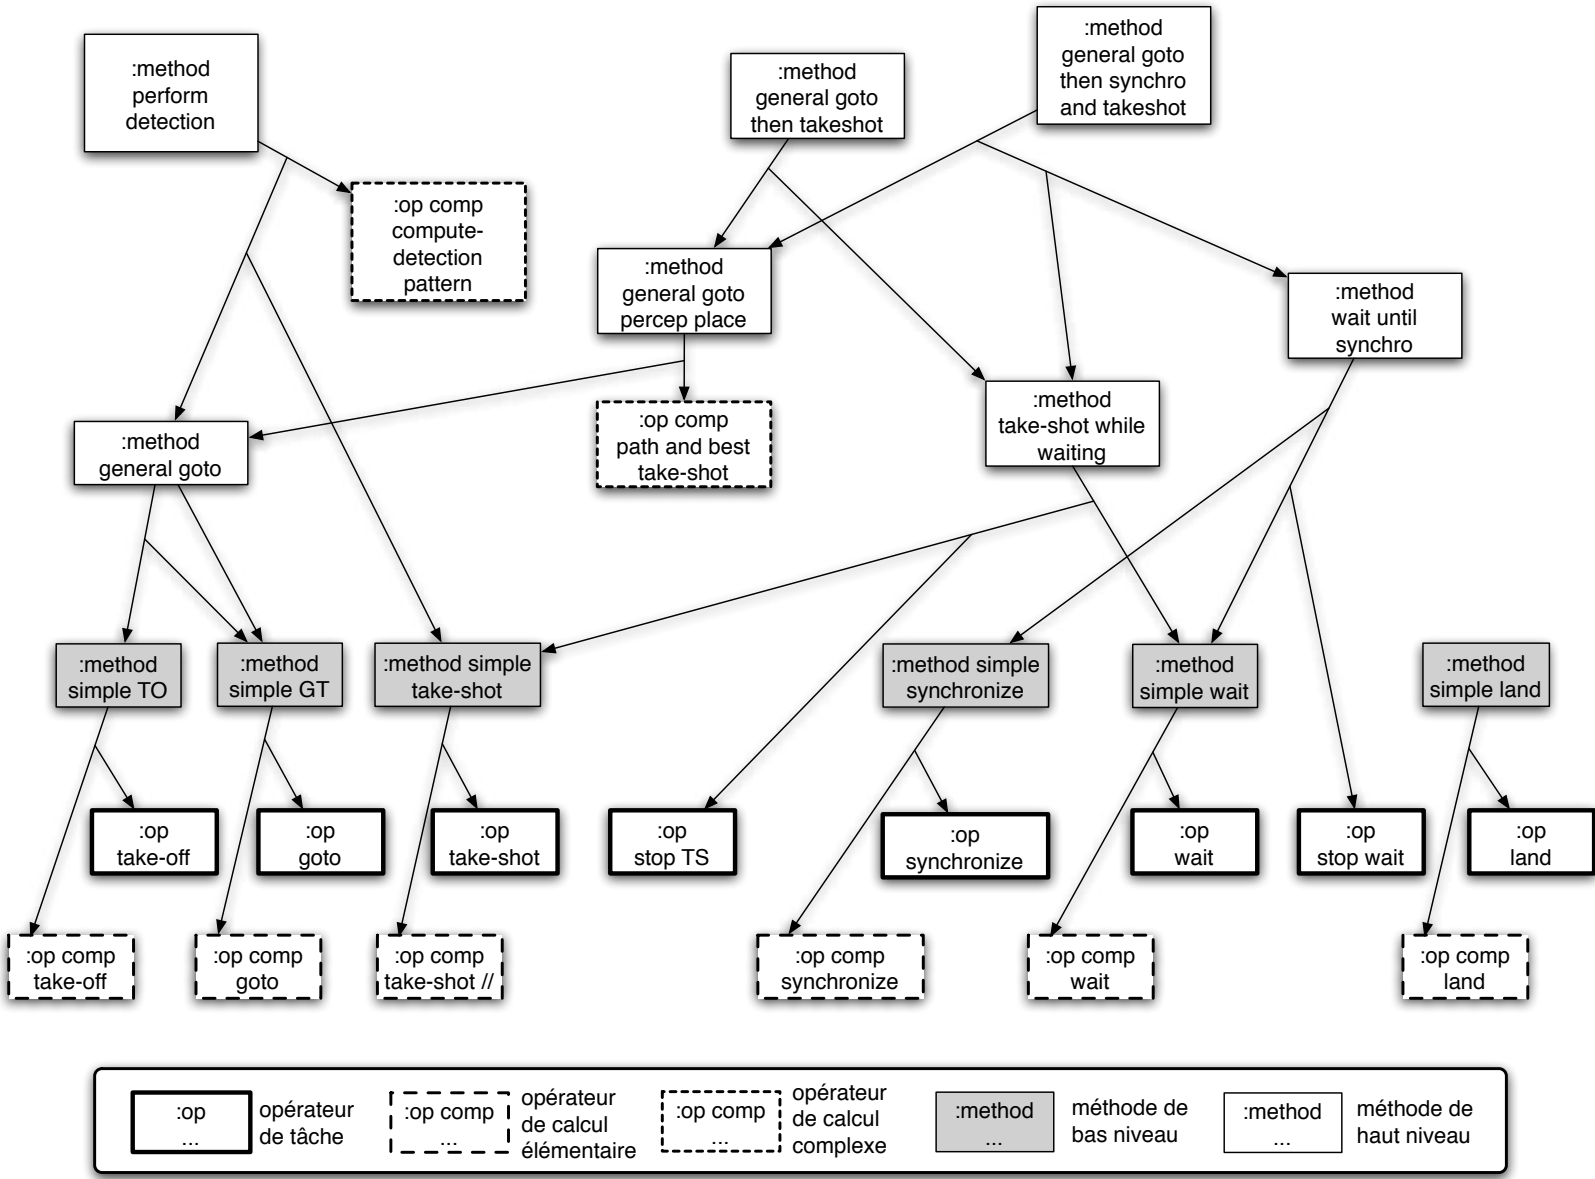 :method
perform
detection
:method
general goto
then takeshot
:method
general goto
then synchro
and takeshot
:op comp
compute-
detection
pattern
:method
general goto
percep place
:method
wait until
synchro
:method
general goto
:op comp
path and best
take-shot
:method
take-shot while
waiting
:method
simple TO
:method
simple GT
:method simple
take-shot
:method simple
synchronize
:method
simple wait
:method
simple land
:op
take-off
:op
goto
:op
take-shot
:op
stop TS
:op
synchronize
:op
wait
:op
stop wait
:op
land
:op comp
take-off
:op comp
goto
:op comp
take-shot //
:op comp
synchronize
:op comp
wait
:op comp
land
:op
...
opérateur
de tâche
:op comp
...
opérateur
de calcul
élémentaire
:op comp
...
opérateur
de calcul
complexe
:method
...
méthode de
bas niveau
:method
...
méthode de
haut niveau